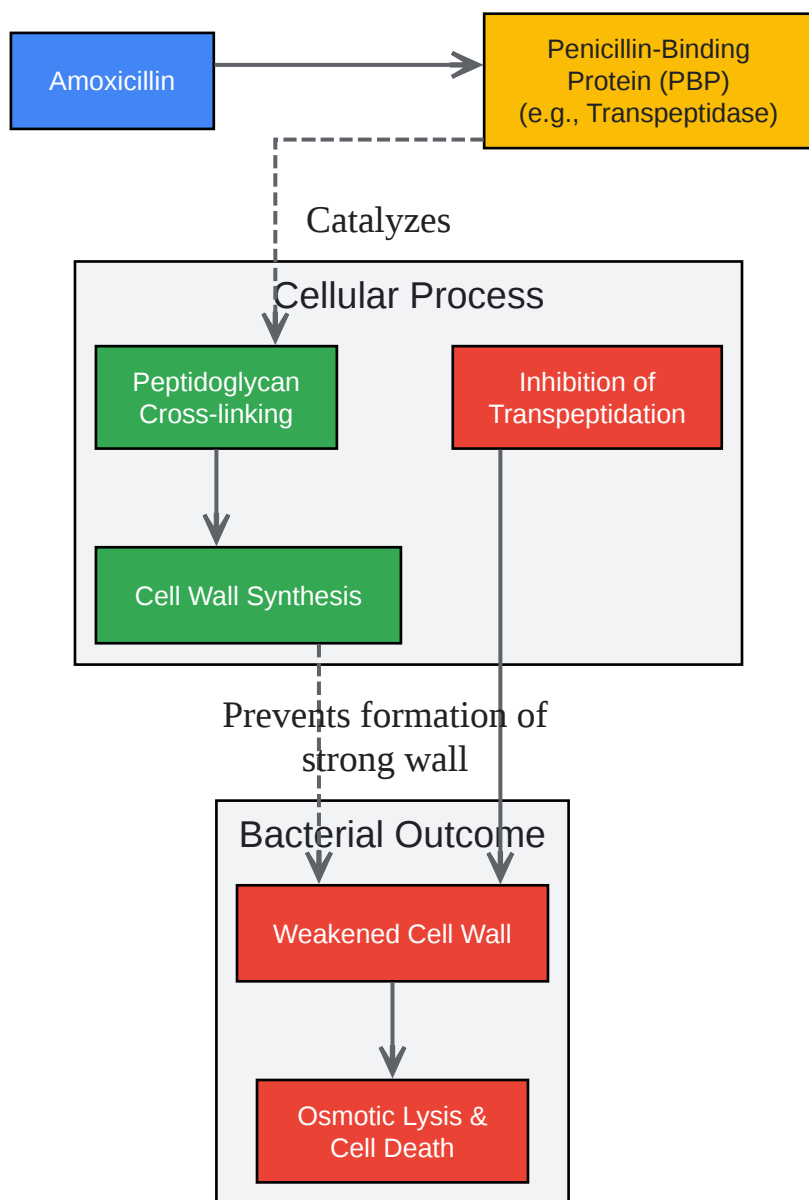 Amoxicillin
Penicillin-Binding
Protein (PBP)
(e.g., Transpeptidase)
Catalyzes
Cellular Process
Peptidoglycan
Cross-linking
Inhibition of
Transpeptidation
Cell Wall Synthesis
Prevents formation of
strong wall
Bacterial Outcome
Weakened Cell Wall
Osmotic Lysis &
Cell Death